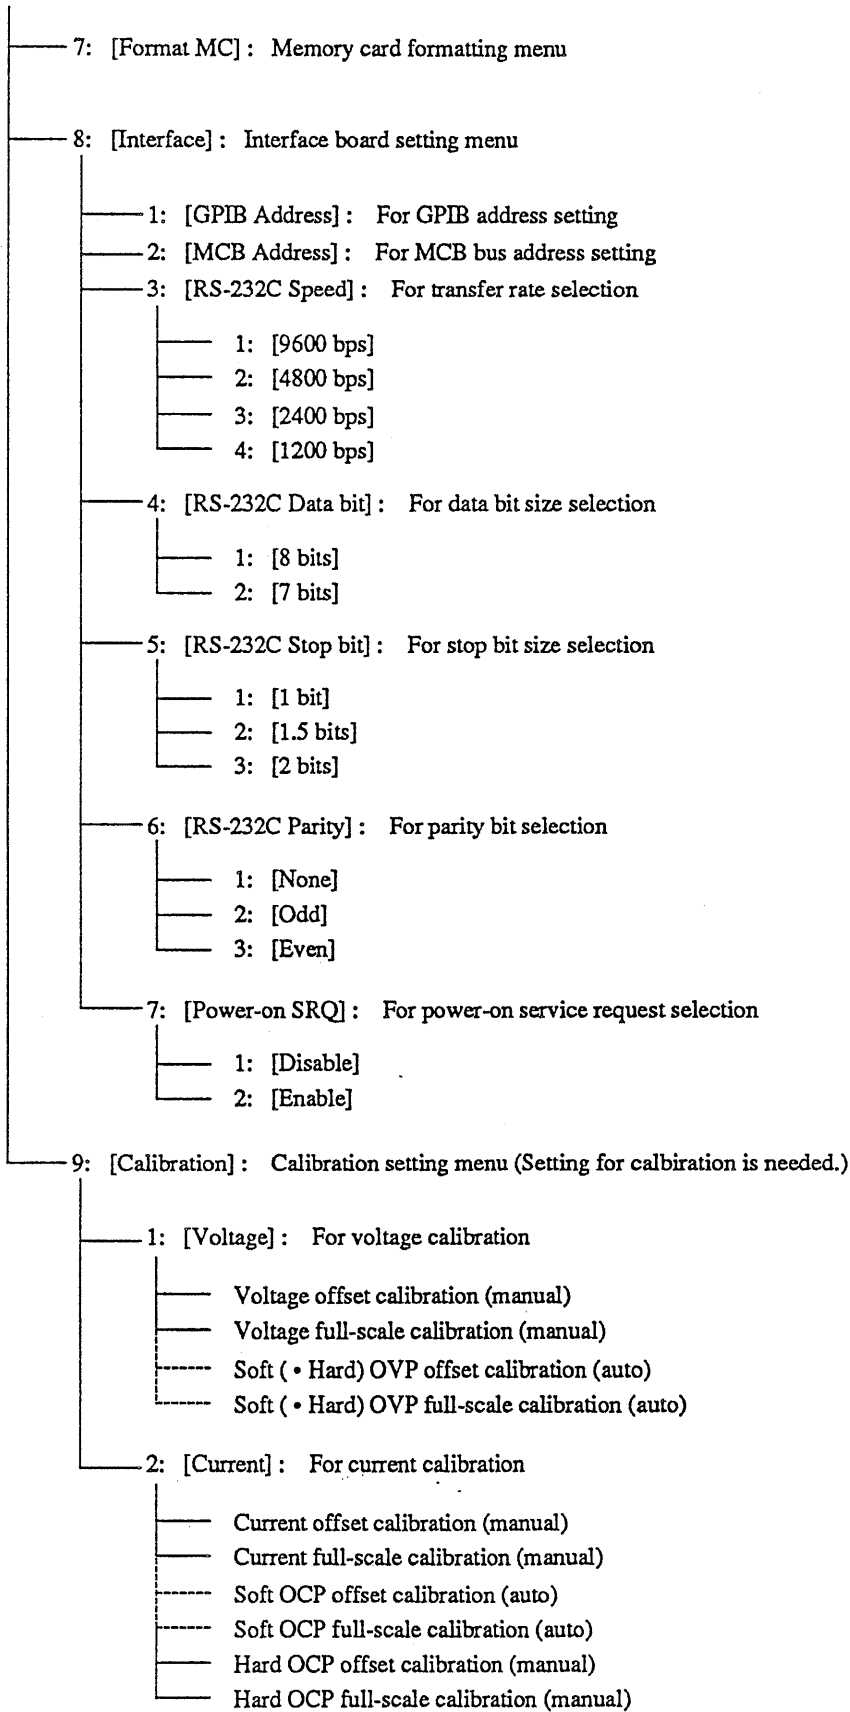 7: [Format MC] : Memory card formatting menu
8: [Interface] : Interface board setting menu
1: [GPIB Address] : For GPIB address setting
2: [MCB Address] : For MCB bus address setting
3: [RS-232C Speed] : For transfer rate selection
1: [9600 bps]
2: [4800 bps]
3: [2400 bps]
4: [1200 bps]
4: [RS-232C Data bit] : For data bit size selection
1: [8 bits]
2: [7 bits]
5: [RS-232C Stop bit] : For stop bit size selection
1: [1 bit]
2: [1.5 bits]
3: [2 bits]
6: [RS-232C Parity] : For parity bit selection
1: [None]
2: [Odd]
3: [Even]
7: [Power-on SRQ] : For power-on service request selection
1: [Disable]
2: [Enable]
9: [Calibration] : Calibration setting menu (Setting for calbiration is needed.)
1: [Voltage] : For voltage calibration
Voltage offset calibration (manual)
Voltage full-scale calibration (manual)
Soft ( • Hard) OVP offset calibration (auto)
Soft ( • Hard) OVP full-scale calibration (auto)
2: [Current] : For current calibration
Current offset calibration (manual)
Current full-scale calibration (manual)
Soft OCP offset calibration (auto)
Soft OCP full-scale calibration (auto)
Hard OCP offset calibration (manual)
Hard OCP full-scale calibration (manual)